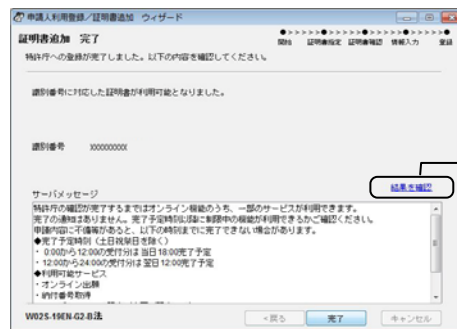 申請人利用登録／証明書追加 ウィザード
証明書追加 完了
開始 証明書指定 証明書確認 情報入力 登録
特許庁への登録が完了しました。以下の内容を確認してください。
識別番号に対応した証明書が利用可能となりました。
識別番号 XXXXXXXXX
結果を確認
サーバメッセージ
特許庁の確認が完了するまではオンライン機能のうち、一部のサービスが利用できます。
完了の通知はありません。完了予定時刻以降に制限中の機能が利用できるかご確認ください。
申請内容に不備等があると、以下の時刻までに完了できない場合があります。
◆完了予定時刻（土日祝祭日を除く）
・ 0:00から12:00の受付分は当日18:00完了予定
・ 12:00から24:00の受付分は翌日12:00完了予定
◆利用可能サービス
・オンライン出願
・納付番号取得
W02S-19EN-G2-B法
<戻る 完了 キャンセル